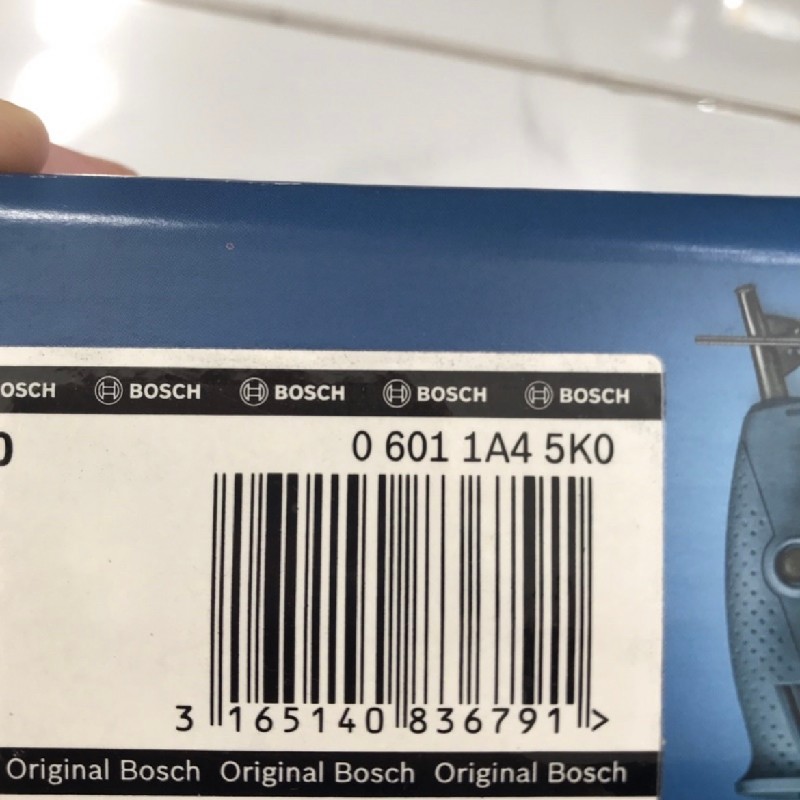 OSCH BOSCH BOSCH BOSCH BOSCH
0 0 601 1A4 5K0
3 165140 836791 >
Original Bosch Original Bosch Original Bosch